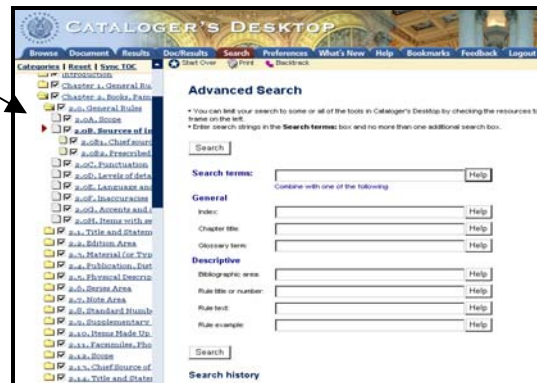 CATALOGER'S DESKTOP
Browse Document Results Doc/Results Search Preferences What's New Help Bookmarks Feedback Logout
Categories | Reset | Sync TOC
Start Over Print Backtrack
Introduction
Chapter 1. General Ru
Chapter 2. Books, Pam
2.0. General Rules
2.0A. Scope
2.0B. Sources of in
2.0B1. Chief sourc
2.0B2. Prescribed
2.0C. Punctuation
2.0D. Levels of deta
2.0E. Language and
2.0F. Inaccuracies
2.0G. Accents and
2.0H. Items with se
2.1. Title and Statem
2.2. Edition Area
2.3. Material (or Typ
2.4. Publication, Dist
2.5. Physical Descrip
2.6. Series Area
2.7. Note Area
2.8. Standard Numb
2.9. Supplementary
2.10. Items Made Up
2.11. Facsimiles, Pho
2.12. Scope
2.13. Chief Source of
2.14. Title and State
Advanced Search
• You can limit your search to some or all of the tools in Cataloger's Desktop by checking the resources
frame on the left.
• Enter search strings in the Search terms: box and no more than one additional search box.
Search
Search terms: Help
Combine with one of the following
General
Index: Help
Chapter title: Help
Glossary term: Help
Descriptive
Bibliographic area: Help
Rule title or number: Help
Rule text: Help
Rule example: Help
Search
Search history